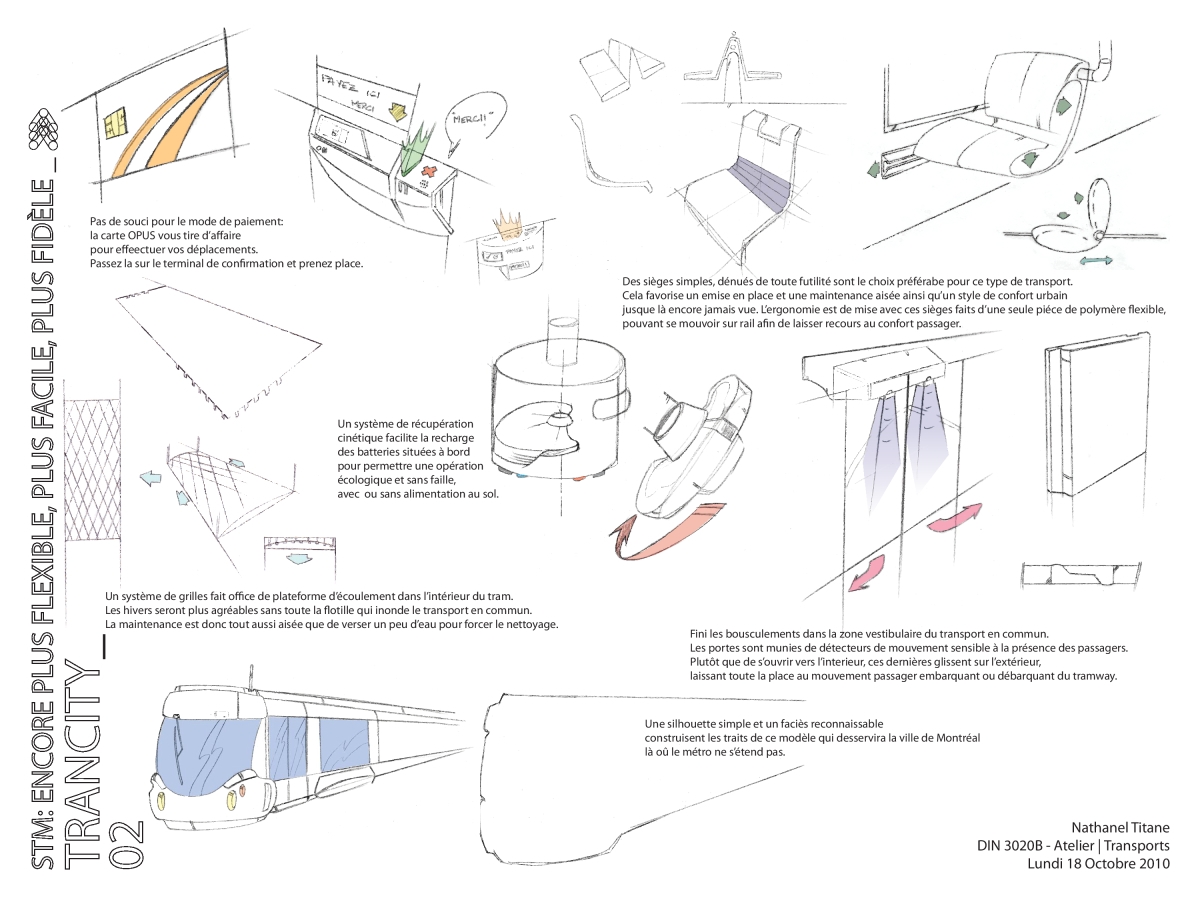 STM: ENCORE PLUS FLEXIBLE, PLUS FACILE, PLUS FIDÈLE _
TRANCITY _
02
PAYEZ ICI
MERCI
"MERCI!"
Pas de souci pour le mode de paiement:
la carte OPUS vous tire d'affaire
pour effeectuer vos déplacements.
Passez la sur le terminal de confirmation et prenez place.
PAYEZ ICI
Des sièges simples, dénués de toute futilité sont le choix préférabe pour ce type de transport.
Cela favorise un emise en place et une maintenance aisée ainsi qu'un style de confort urbain
jusque là encore jamais vue. L'ergonomie est de mise avec ces sièges faits d'une seule piéce de polymère flexible,
pouvant se mouvoir sur rail afin de laisser recours au confort passager.
Un système de récupération
cinétique facilite la recharge
des batteries situées à bord
pour permettre une opération
écologique et sans faille,
avec ou sans alimentation au sol.
Un système de grilles fait office de plateforme d'écoulement dans l'intérieur du tram.
Les hivers seront plus agréables sans toute la flotille qui inonde le transport en commun.
La maintenance est donc tout aussi aisée que de verser un peu d'eau pour forcer le nettoyage.
Fini les bousculements dans la zone vestibulaire du transport en commun.
Les portes sont munies de détecteurs de mouvement sensible à la présence des passagers.
Plutôt que de s'ouvrir vers l'interieur, ces dernières glissent sur l'extérieur,
laissant toute la place au mouvement passager embarquant ou débarquant du tramway.
Une silhouette simple et un faciès reconnaissable
construisent les traits de ce modèle qui desservira la ville de Montréal
là oû le métro ne s'étend pas.
Nathanel Titane
DIN 3020B - Atelier | Transports
Lundi 18 Octobre 2010